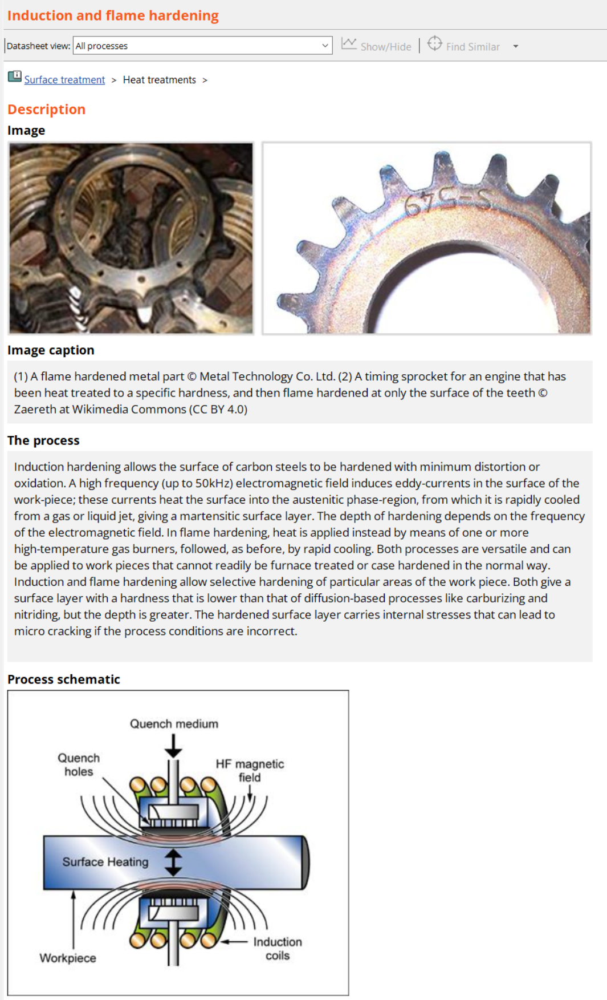 Induction and flame hardening
Datasheet view: All processes Show/Hide Find Similar
Surface treatment > Heat treatments >
Description
Image
S-549
Image caption
(1) A flame hardened metal part © Metal Technology Co. Ltd. (2) A timing sprocket for an engine that has
been heat treated to a specific hardness, and then flame hardened at only the surface of the teeth ©
Zaereth at Wikimedia Commons (CC BY 4.0)
The process
Induction hardening allows the surface of carbon steels to be hardened with minimum distortion or
oxidation. A high frequency (up to 50kHz) electromagnetic field induces eddy-currents in the surface of the
work-piece; these currents heat the surface into the austenitic phase-region, from which it is rapidly cooled
from a gas or liquid jet, giving a martensitic surface layer. The depth of hardening depends on the frequency
of the electromagnetic field. In flame hardening, heat is applied instead by means of one or more
high-temperature gas burners, followed, as before, by rapid cooling. Both processes are versatile and can
be applied to work pieces that cannot readily be furnace treated or case hardened in the normal way.
Induction and flame hardening allow selective hardening of particular areas of the work piece. Both give a
surface layer with a hardness that is lower than that of diffusion-based processes like carburizing and
nitriding, but the depth is greater. The hardened surface layer carries internal stresses that can lead to
micro cracking if the process conditions are incorrect.
Process schematic
Quench medium
Quench
holes
HF magnetic
field
Surface Heating
Induction
coils
Workpiece